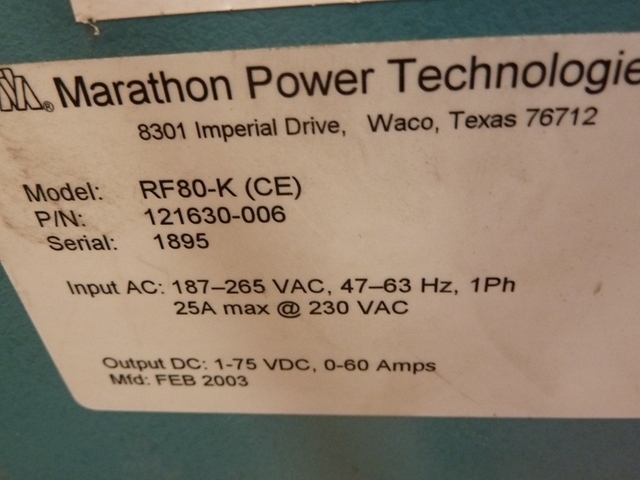 ® Marathon Power Technologie
8301 Imperial Drive, Waco, Texas 76712
Model: RF80-K (CE)
P/N: 121630-006
Serial: 1895
Input AC: 187–265 VAC, 47–63 Hz, 1Ph
25A max @ 230 VAC
Output DC: 1-75 VDC, 0-60 Amps
Mfd: FEB 2003